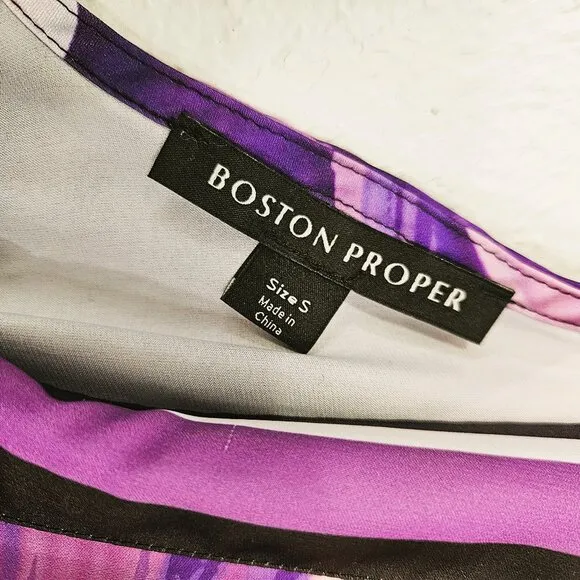 BOSTON PROPER
Size S
Made in
China